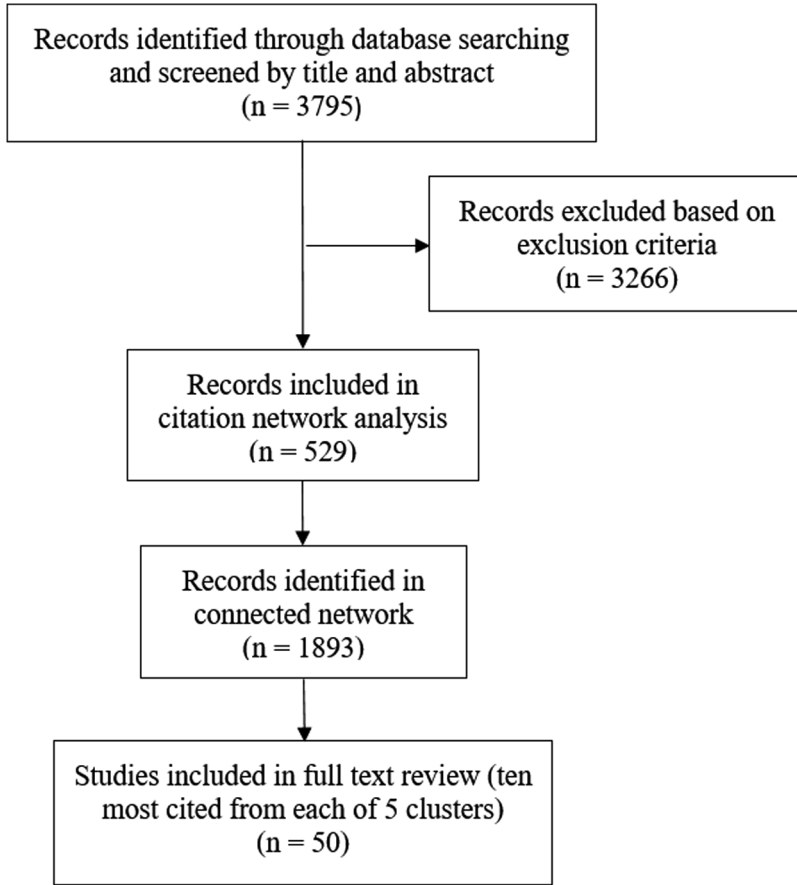 Records identified through database searching
and screened by title and abstract
(n = 3795)
Records excluded based on
exclusion criteria
(n = 3266)
Records included in
citation network analysis
(n = 529)
Records identified in
connected network
(n = 1893)
Studies included in full text review (ten
most cited from each of 5 clusters)
(n = 50)